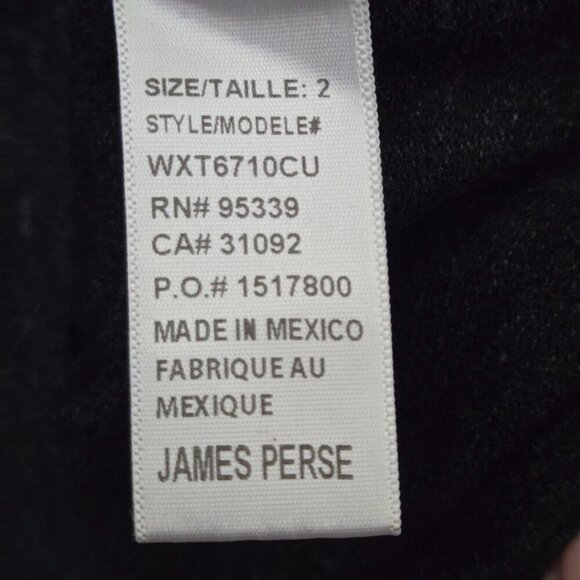 SIZE/TAILLE: 2
STYLE/MODELE#
WXT6710CU
RN# 95339
CA# 31092
P.O.# 1517800
MADE IN MEXICO
FABRIQUE AU
MEXIQUE
JAMES PERSE